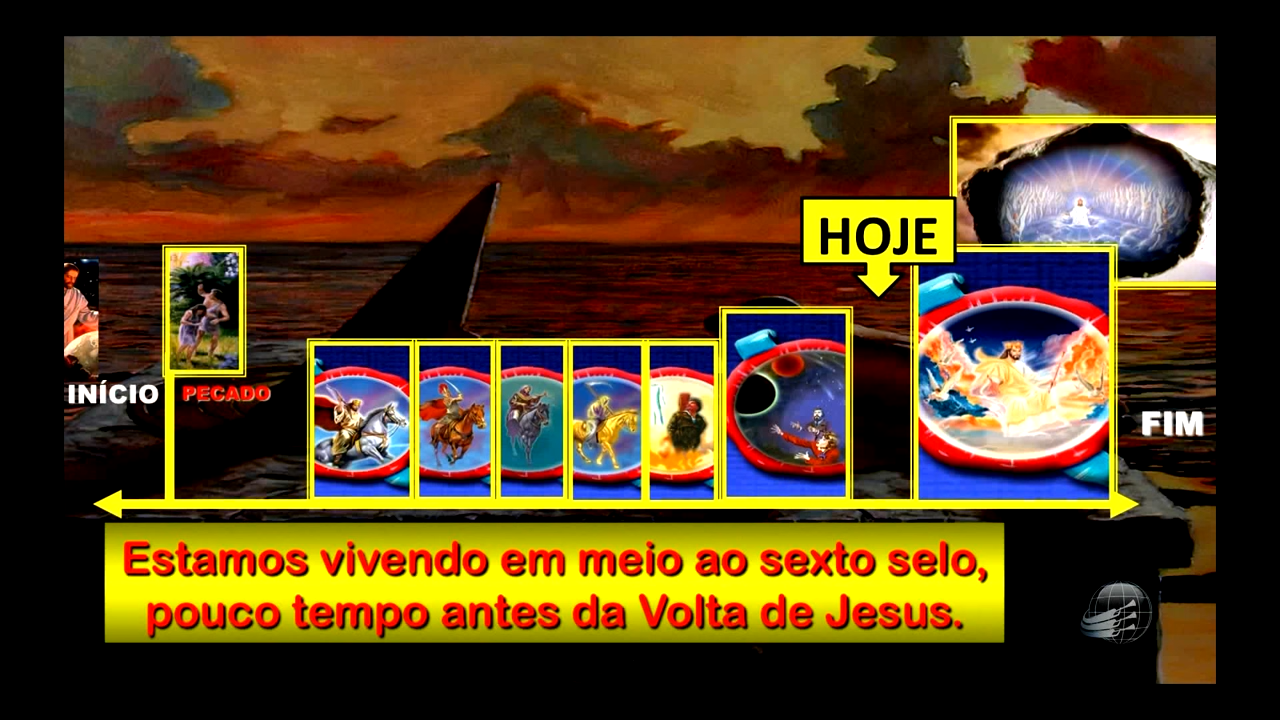 HOJE
INÍCIO
PECADO
FIM
Estamos vivendo em meio ao sexto selo,
pouco tempo antes da Volta de Jesus.